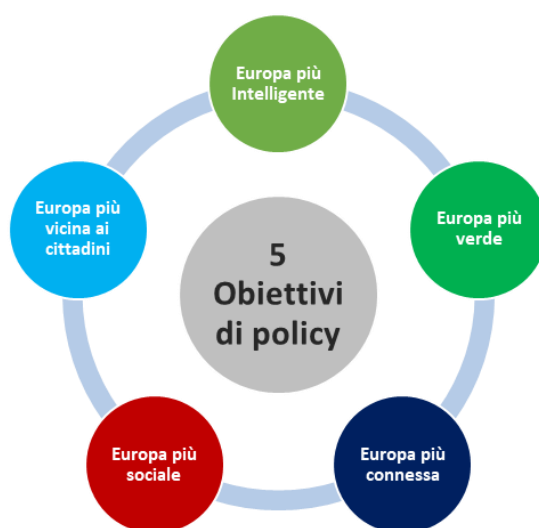 Europa più
Intelligente
Europa più
vicina ai
cittadini
Europa più
verde
5
Obiettivi
di policy
Europa più
sociale
Europa più
connessa